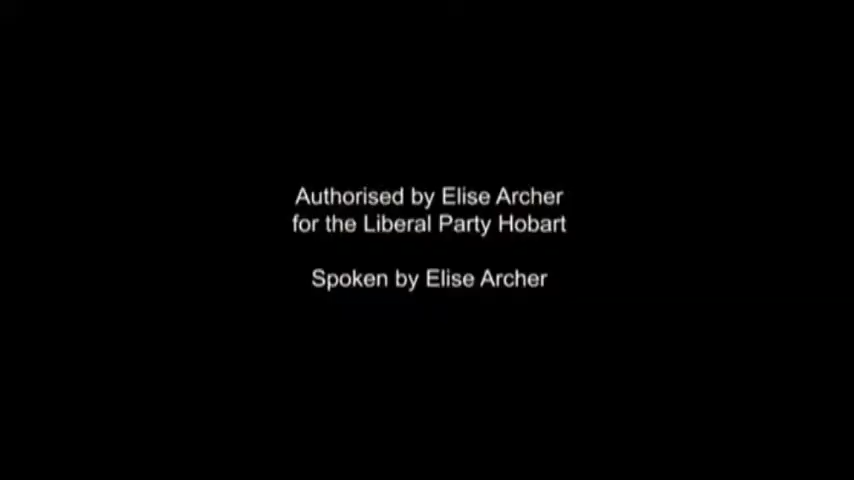 Authorised by Elise Archer
for the Liberal Party Hobart
Spoken by Elise Archer